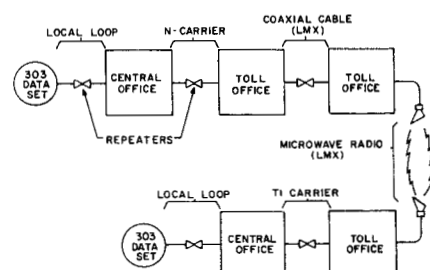 COAXIAL CABLE
(LMX)
LOCAL LOOP
N-CARRIER
303
DATA
SET
CENTRAL
OFFICE
TOLL
OFFICE
TOLL
OFFICE
REPEATERS
MICROWAVE RADIO
(LMX)
LOCAL LOOP
T1 CARRIER
303
DATA
SET
CENTRAL
OFFICE
TOLL
OFFICE